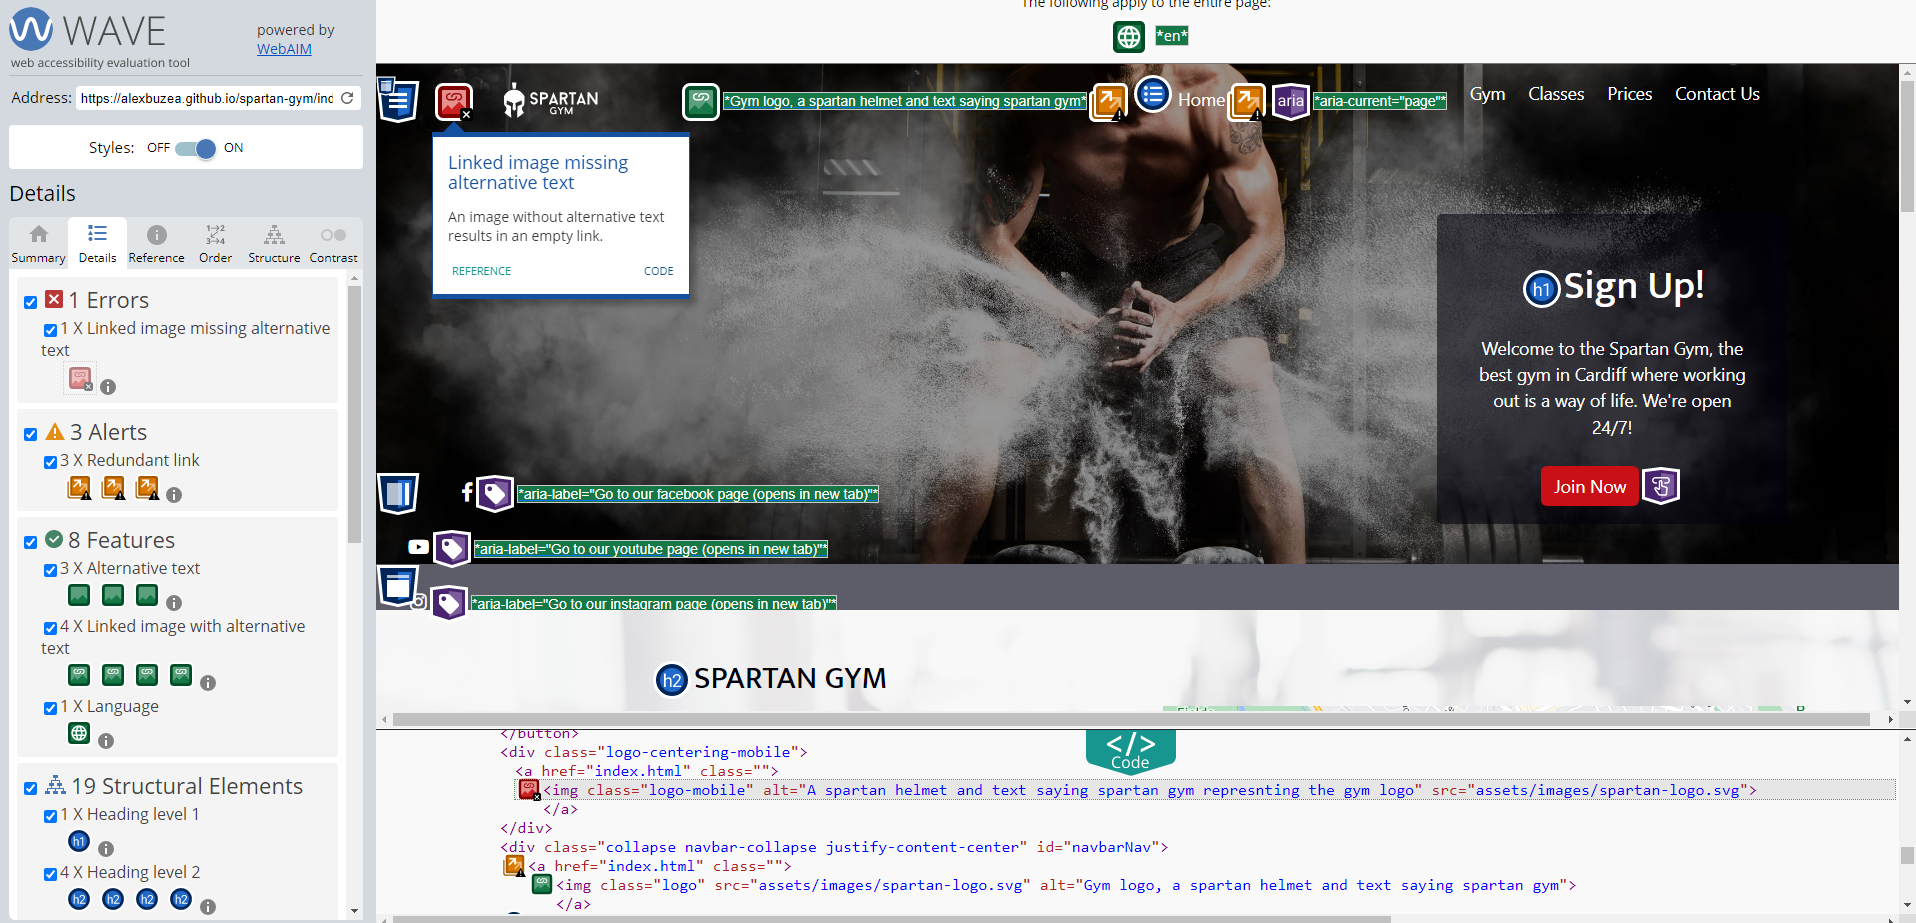 WAVE
web accessibility evaluation tool
powered by
WebAIM
Address: https://alexbuzea.github.io/spartan-gym/ind
Styles: OFF ON
Details
Summary Details Reference Order Structure Contrast
1 Errors
1 X Linked image missing alternative
text
3 Alerts
3 X Redundant link
8 Features
3 X Alternative text
4 X Linked image with alternative
text
1 X Language
19 Structural Elements
1 X Heading level 1
h1
4 X Heading level 2
h2 h2 h2 h2
The following apply to the entire page:
*en*
SPARTAN
GYM
*Gym logo, a spartan helmet and text saying spartan gym*
Home
aria
*aria-current="page"*
Gym Classes Prices Contact Us
Linked image missing
alternative text
An image without alternative text
results in an empty link.
REFERENCE CODE
h1 Sign Up!
Welcome to the Spartan Gym, the
best gym in Cardiff where working
out is a way of life. We're open
24/7!
Join Now
*aria-label="Go to our facebook page (opens in new tab)"*
*aria-label="Go to our youtube page (opens in new tab)"*
*aria-label="Go to our instagram page (opens in new tab)"*
h2 SPARTAN GYM
</> Code
</button>
<div class="logo-centering-mobile">
<a href="index.html" class="">
<img class="logo-mobile" alt="A spartan helmet and text saying spartan gym represnting the gym logo" src="assets/images/spartan-logo.svg">
</a>
</div>
<div class="collapse navbar-collapse justify-content-center" id="navbarNav">
<a href="index.html" class="">
<img class="logo" src="assets/images/spartan-logo.svg" alt="Gym logo, a spartan helmet and text saying spartan gym">
</a>